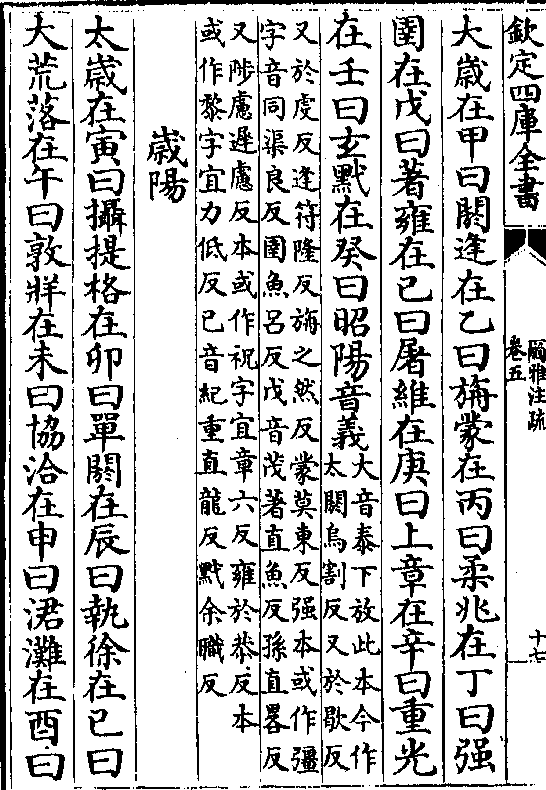 欽定四庫全書
爾雅注疏
卷五
十七
大歲在甲曰閼逢在乙曰旃蒙在丙曰柔兆在丁曰强
圉在戊曰著雍在已曰屠維在庚曰上章在辛曰重光
在壬曰玄黓在癸曰昭陽音義
大音泰下放此本今作
太閼烏割反又於歇反
又於虔反逢符隆反旃之然反蒙莫東反强本或作彊
字音同渠良反圉魚呂反戊音茂著直魚反孫直畧反
又陟慮遲慮反本或作祝字宜章六反雍於恭反本
或作黎字宜力低反已音紀重直龍反黓余職反
歲陽
太歲在寅曰攝提格在卯曰單閼在辰曰執徐在已曰
大荒落在午曰敦牂在未曰協洽在申曰涒灘在酉曰